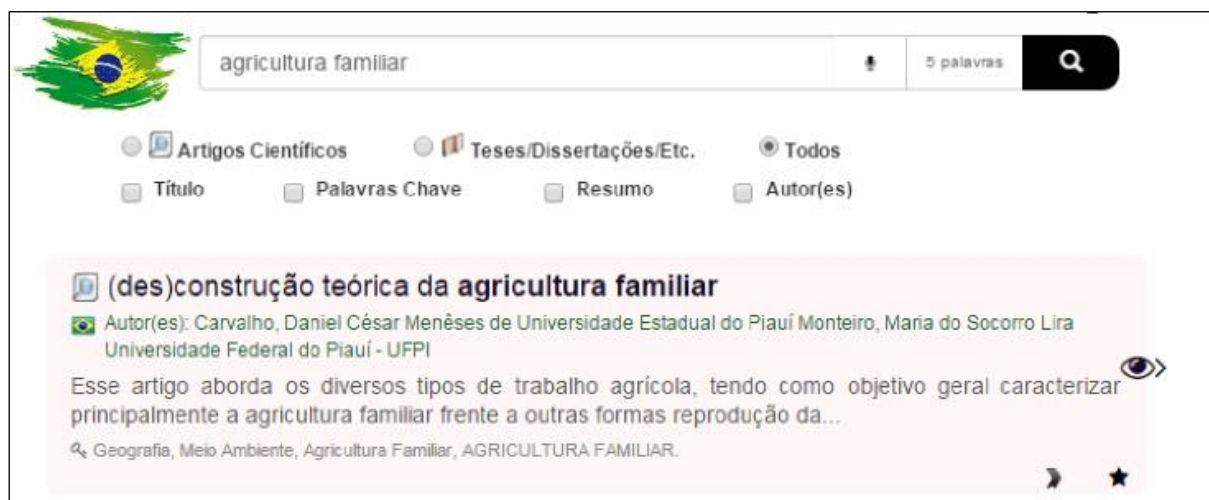 agricultura familiar 5 palavras
Artigos Científicos Teses/Dissertações/Etc. Todos
Título Palavras Chave Resumo Autor(es)
(des)construção teórica da agricultura familiar
Autor(es): Carvalho, Daniel César Menêses de Universidade Estadual do Piauí Monteiro, Maria do Socorro Lira
Universidade Federal do Piauí - UFPI
Esse artigo aborda os diversos tipos de trabalho agrícola, tendo como objetivo geral caracterizar
principalmente a agricultura familiar frente a outras formas reprodução da...
Geografia, Meio Ambiente, Agricultura Familiar, AGRICULTURA FAMILIAR.